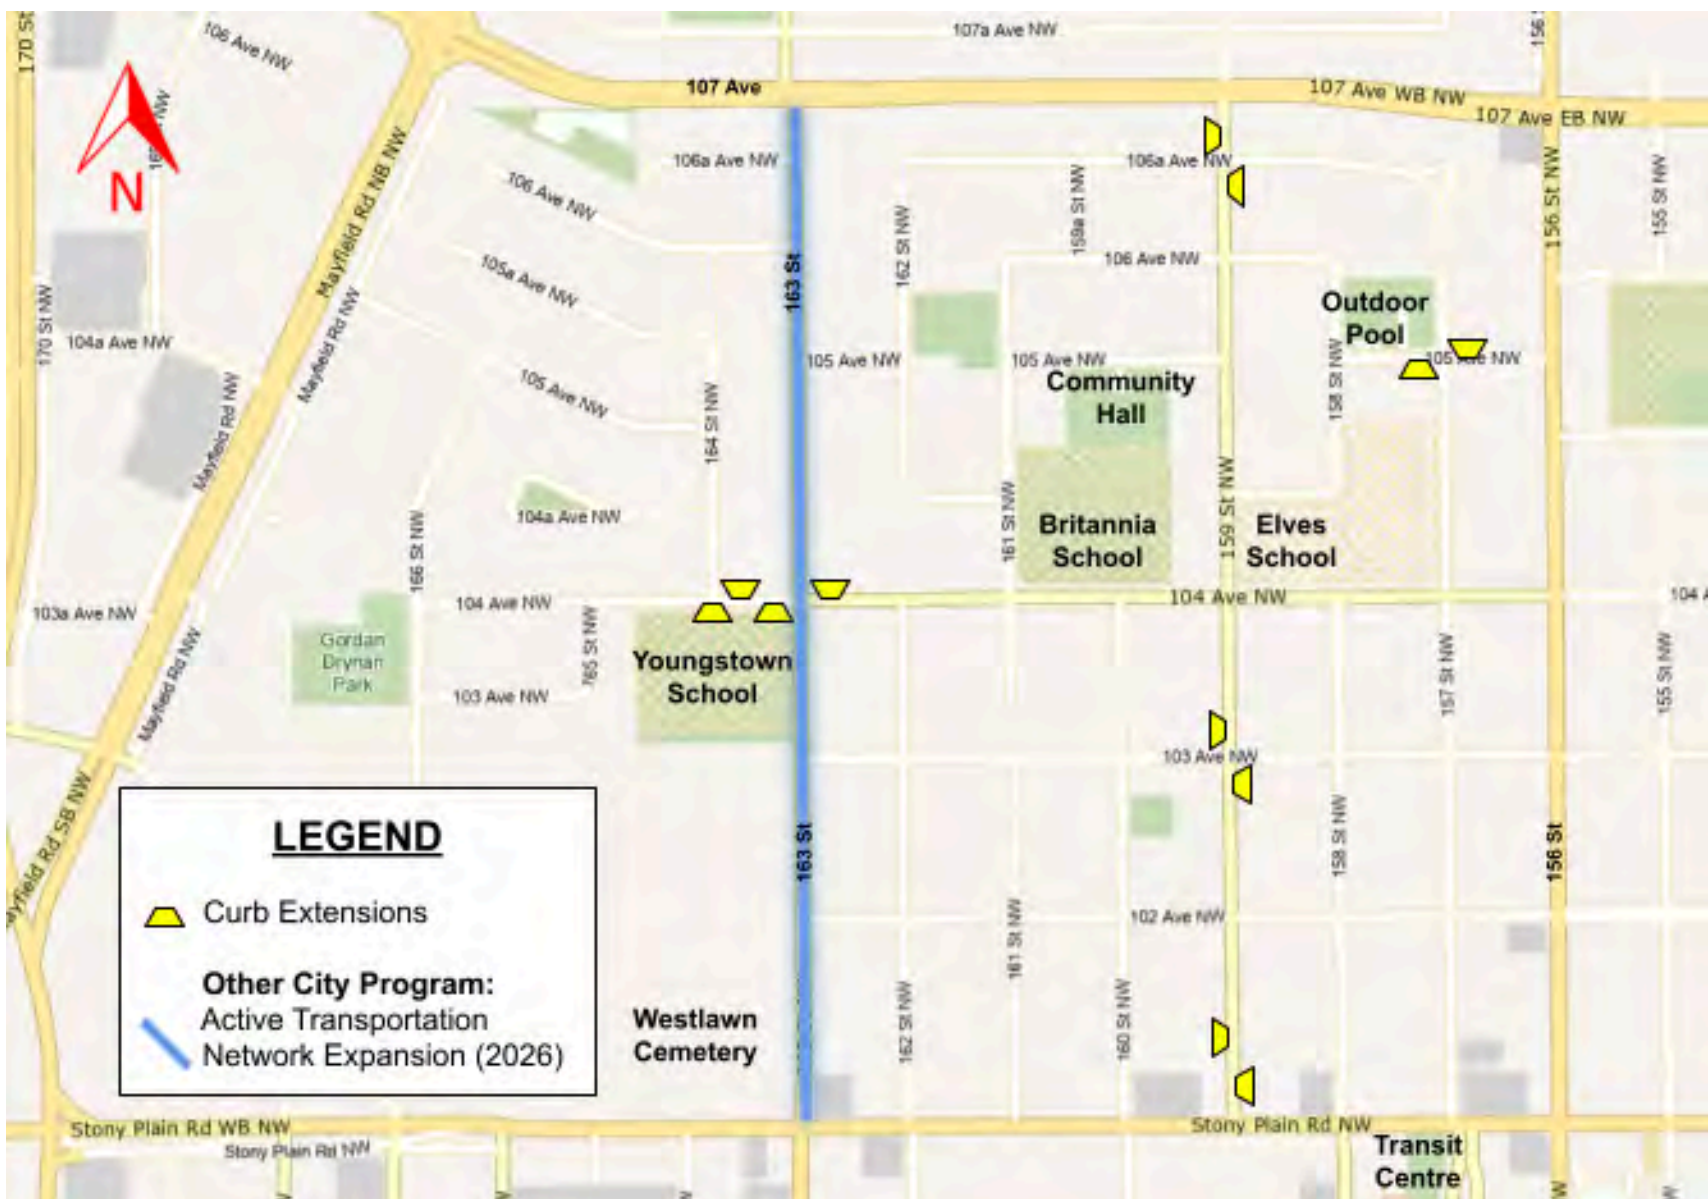 170 St
106 Ave NW
107a Ave NW
156 S
107 Ave
107 Ave WB NW
107 Ave EB NW
N
Mayfield Rd NB NW
106a Ave NW
106a Ave NW
106 Ave NW
159a St NW
162 St NW
156 St NW
155 St NW
105a Ave NW
163 St
106 Ave NW
Outdoor
Pool
170 St NW
104a Ave NW
Mayfield Rd NW
Mayfield Rd NW
105 Ave NW
164 St NW
105 Ave NW
105 Ave NW
Community
Hall
158 St NW
105 Ave NW
104a Ave NW
166 St NW
161 St NW
Britannia
School
159 St NW
Elves
School
103a Ave NW
104 Ave NW
104 Ave NW
104 A
Gordan
Drynan
Park
765 St NW
Youngstown
School
103 Ave NW
Mayfield Rd NW
157 St NW
155 St NW
103 Ave NW
ayfield Rd SB NW
LEGEND
Curb Extensions
Other City Program:
Active Transportation
Network Expansion (2026)
163 St
158 St NW
156 St
102 Ave NW
161 St NW
162 St NW
160 St NW
Westlawn
Cemetery
Stony Plain Rd WB NW
Stony Plain Rd NW
Stony Plain Rd NW
Transit
Centre